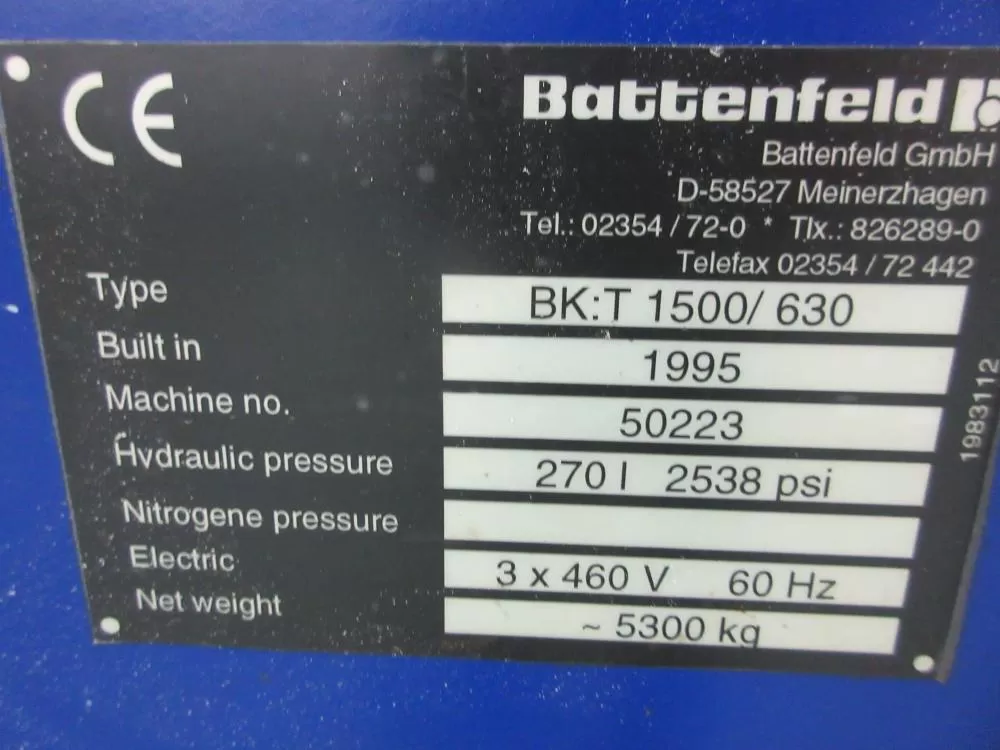 CE
Battenfeld
Battenfeld GmbH
D-58527 Meinerzhagen
Tel.: 02354 / 72-0 * Tlx.: 826289-0
Telefax 02354 / 72 442
Type BK:T 1500/ 630
Built in 1995
Machine no. 50223
Hydraulic pressure 270 l 2538 psi
Nitrogene pressure
Electric 3 x 460 V 60 Hz
Net weight ~ 5300 kg
1983112